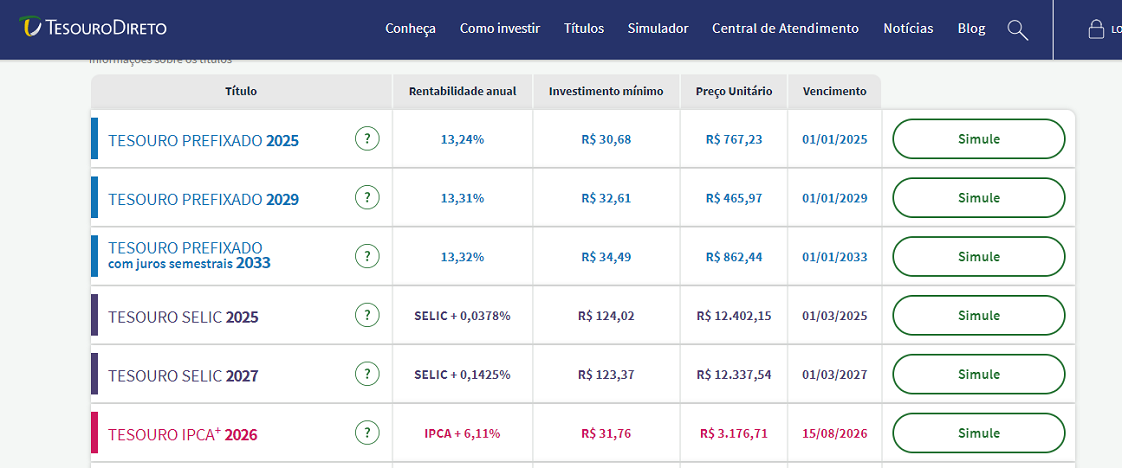 TESOURODIRETO
Conheça Como investir Títulos Simulador Central de Atendimento Notícias Blog LO
Informações sobre os títulos
Título Rentabilidade anual Investimento mínimo Preço Unitário Vencimento
TESOURO PREFIXADO 2025 ? 13,24% R$ 30,68 R$ 767,23 01/01/2025 Simule
TESOURO PREFIXADO 2029 ? 13,31% R$ 32,61 R$ 465,97 01/01/2029 Simule
TESOURO PREFIXADO
com juros semestrais 2033 ? 13,32% R$ 34,49 R$ 862,44 01/01/2033 Simule
TESOURO SELIC 2025 ? SELIC + 0,0378% R$ 124,02 R$ 12.402,15 01/03/2025 Simule
TESOURO SELIC 2027 ? SELIC + 0,1425% R$ 123,37 R$ 12.337,54 01/03/2027 Simule
TESOURO IPCA+ 2026 ? IPCA + 6,11% R$ 31,76 R$ 3.176,71 15/08/2026 Simule